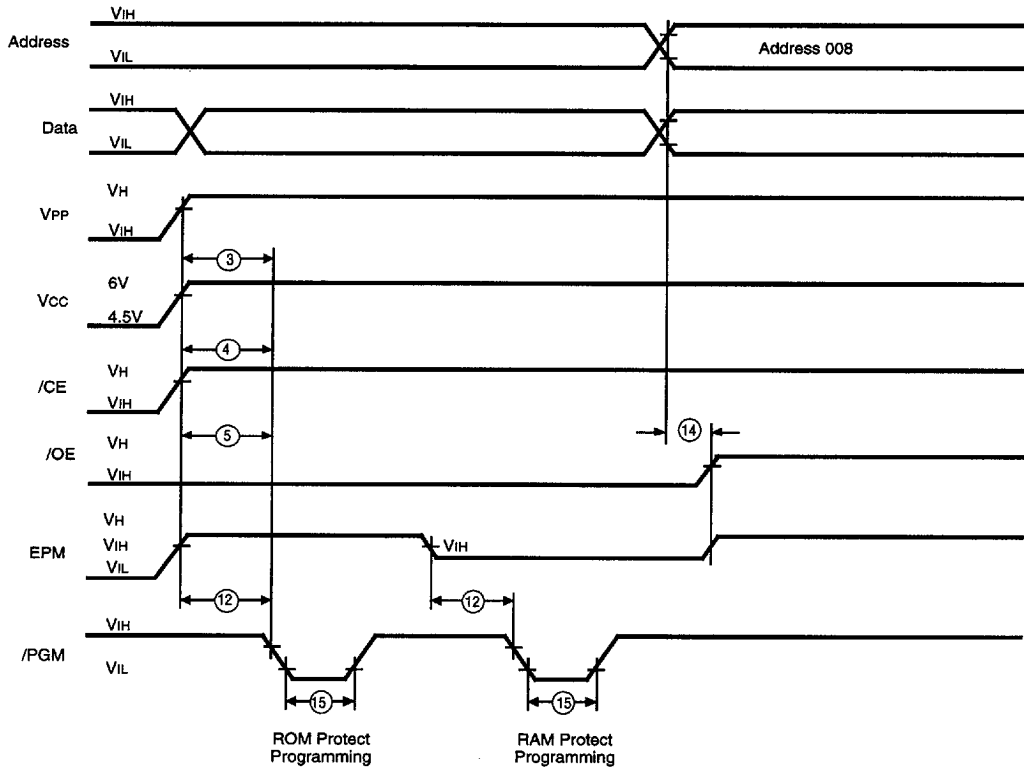 VIH
Address
VIL
Address 008
VIH
Data
VIL
VH
VPP
VIH
3
6V
VCC
4.5V
4
VH
/CE
VIH
5
14
VH
/OE
VIH
VH
VIH
EPM
VIL
VIH
12
12
VIH
/PGM
VIL
15
15
ROM Protect
Programming
RAM Protect
Programming